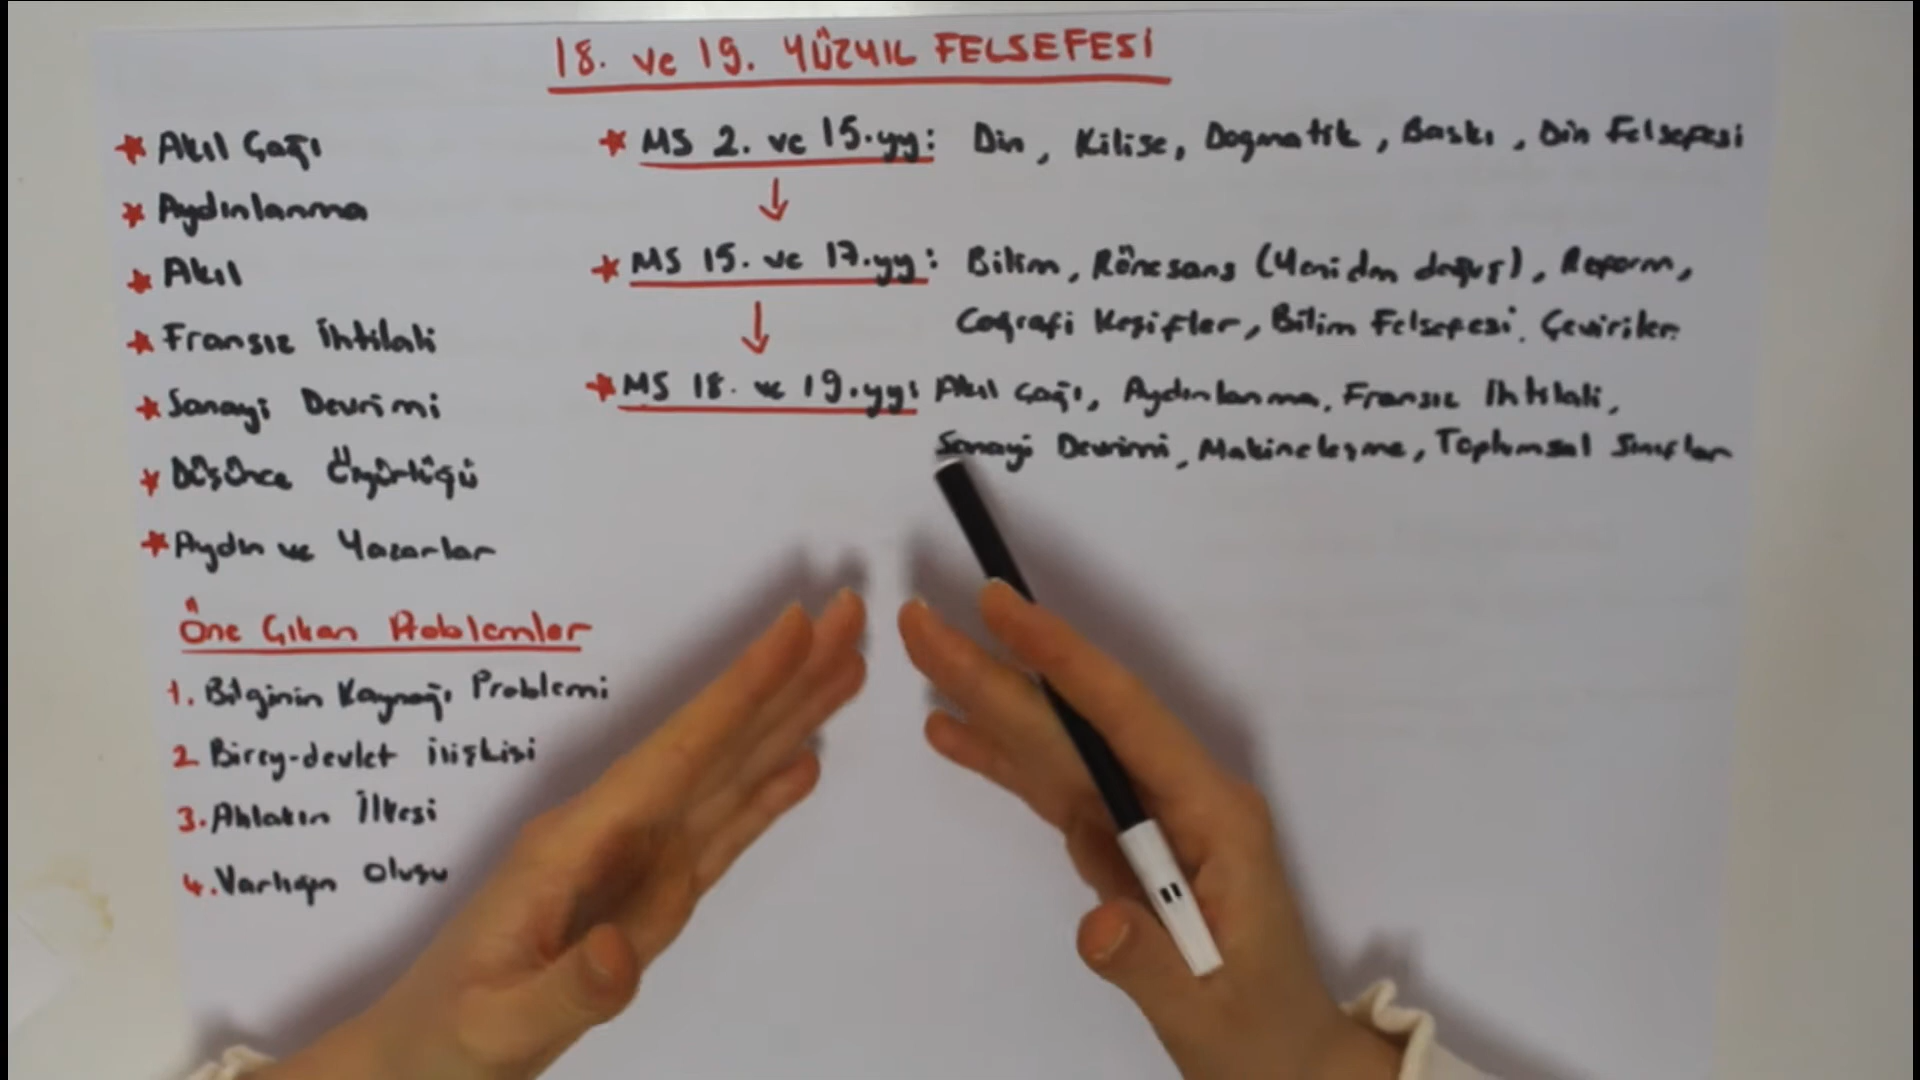 18. ve 19. YÜZYIL FELSEFESİ
★ Akıl Çağı
★ Aydınlanma
★ Akıl
★ Fransız İhtilali
★ Sanayi Devrimi
★ Düşünce Özgürlüğü
★ Aydın ve Yazarlar
Öne Çıkan Problemler
1. Bilginin Kaynağı Problemi
2 Birey-devlet ilişkisi
3. Ahlakın İlkesi
4. Varlığın Oluşu
★ MS 2. ve 15.yy: Din, Kilise, Dogmatik, Baskı, Din Felsefesi
↓
★ MS 15. ve 17.yy: Bilim, Rönesans (Yeniden doğuş), Reform,
Coğrafi Keşifler, Bilim Felsefesi. Çeviriler
↓
★ MS 18. ve 19.yy: Akıl Çağı, Aydınlanma, Fransız İhtilali,
Sanayi Devrimi, Makineleşme, Toplumsal Sınıflar